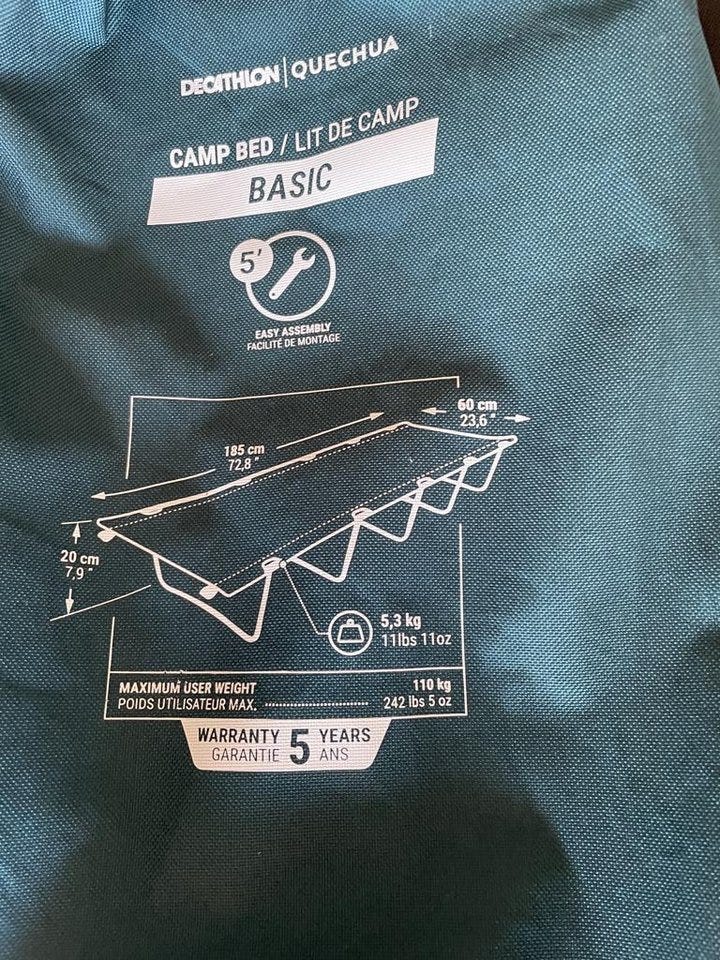 DECATHLON | QUECHUA
CAMP BED / LIT DE CAMP
BASIC
5'
EASY ASSEMBLY
FACILITÉ DE MONTAGE
60 cm
23,6 "
185 cm
72,8 "
20 cm
7,9 "
5,3 kg
11lbs 11oz
MAXIMUM USER WEIGHT 110 kg
POIDS UTILISATEUR MAX. ........................ 242 lbs 5 oz
WARRANTY 5 YEARS
GARANTIE ANS